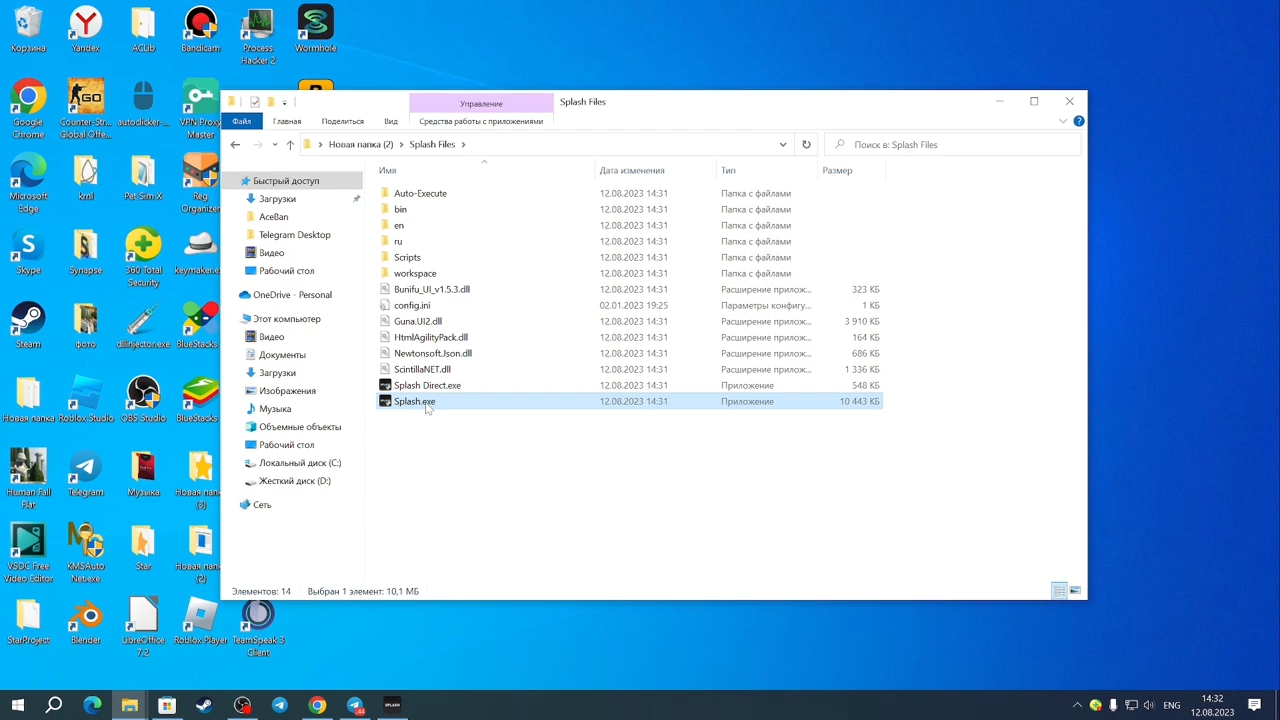 Корзина
Yandex
ACLib
Bandicam
Process
Hacker 2
Wormhole
Google
Chrome
Counter-Str...
Global Offe...
autoclicker-...
VPN Proxy
Master
Microsoft
Edge
kml
Pet Sim X
Reg
Organizer
Skype
Synapse
360 Total
Security
keymaker.e
Steam
фото
dllinjector.exe
BlueStacks
Новая папка
Roblox Studio
OBS Studio
BlueStacks
Human Fall
Flat
Telegram
Музыка
Новая пап
(3)
VSDC Free
Video Editor
KMSAuto
Net.exe
Star
Новая пап
(2)
StarProject
Blender
LibreOffice
7.2
Roblox Player
TeamSpeak 3
Client
Управление
Splash Files
Файл
Главная
Поделиться
Вид
Средства работы с приложениями
Новая папка (2)
Splash Files
Поиск в: Splash Files
Имя
Дата изменения
Тип
Размер
Быстрый доступ
Загрузки
AceBan
Telegram Desktop
Видео
Рабочий стол
OneDrive - Personal
Этот компьютер
Видео
Документы
Загрузки
Изображения
Музыка
Объемные объекты
Рабочий стол
Локальный диск (C:)
Жесткий диск (D:)
Сеть
Auto-Execute 12.08.2023 14:31 Папка с файлами
bin 12.08.2023 14:31 Папка с файлами
en 12.08.2023 14:31 Папка с файлами
ru 12.08.2023 14:31 Папка с файлами
Scripts 12.08.2023 14:31 Папка с файлами
workspace 12.08.2023 14:31 Папка с файлами
Bunifu_UI_v1.5.3.dll 12.08.2023 14:31 Расширение прилож... 323 КБ
config.ini 02.01.2023 19:25 Параметры конфигу... 1 КБ
Guna.UI2.dll 12.08.2023 14:31 Расширение прилож... 3 910 КБ
HtmlAgilityPack.dll 12.08.2023 14:31 Расширение прилож... 164 КБ
Newtonsoft.Json.dll 12.08.2023 14:31 Расширение прилож... 686 КБ
ScintillaNET.dll 12.08.2023 14:31 Расширение прилож... 1 336 КБ
Splash Direct.exe 12.08.2023 14:31 Приложение 548 КБ
Splash.exe 12.08.2023 14:31 Приложение 10 443 КБ
Элементов: 14
Выбран 1 элемент: 10,1 МБ
SPLASH
44
ENG
14:32
12.08.2023